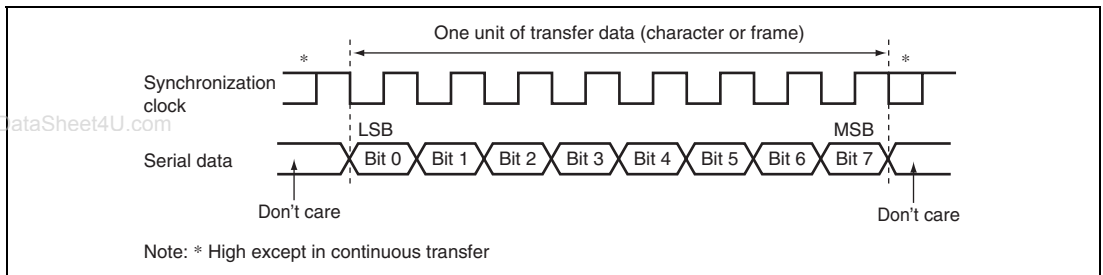 One unit of transfer data (character or frame)
* *
Synchronization
clock
DataSheet4U.com
LSB MSB
Serial data Bit 0 Bit 1 Bit 2 Bit 3 Bit 4 Bit 5 Bit 6 Bit 7
Don't care Don't care
Note: * High except in continuous transfer